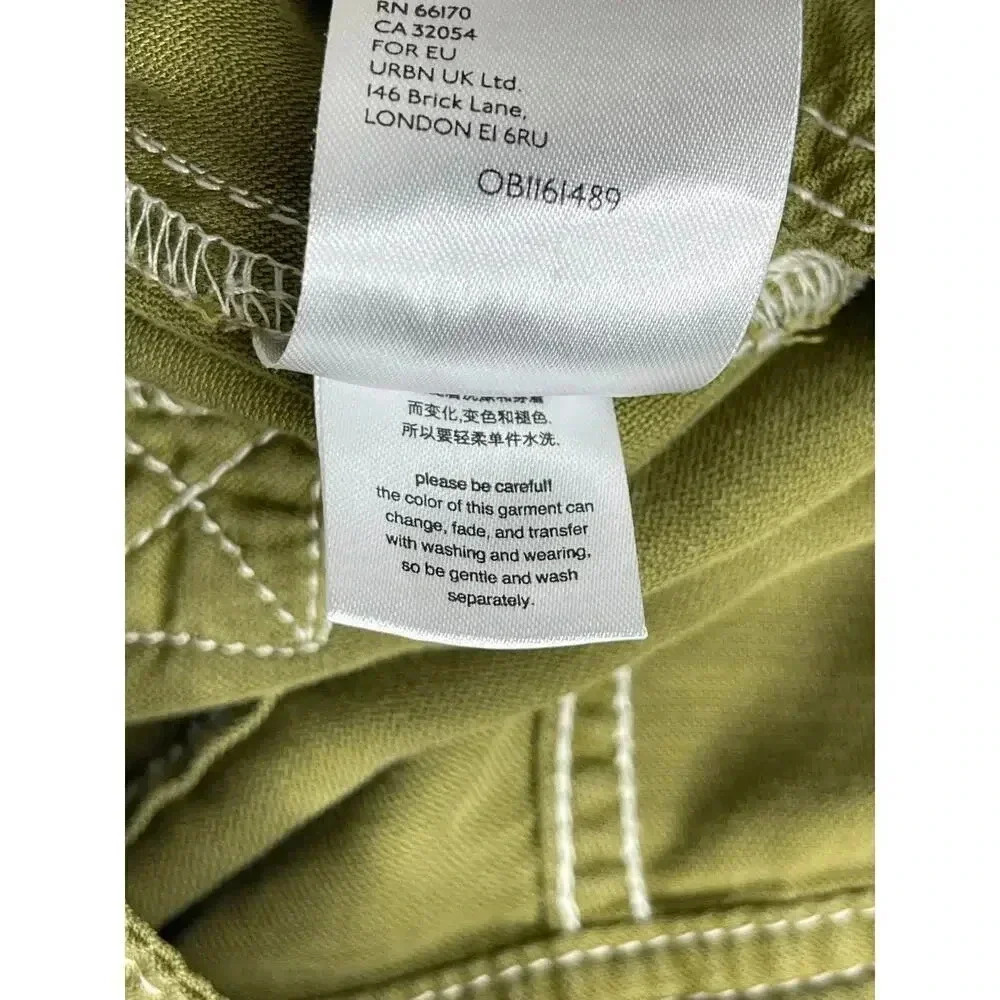 RN 66170
CA 32054
FOR EU
URBN UK Ltd.
146 Brick Lane,
LONDON E1 6RU
OB1161489
而变化,变色和褪色.
所以要轻柔单件水洗.
please be careful!
the color of this garment can
change, fade, and transfer
with washing and wearing,
so be gentle and wash
separately.